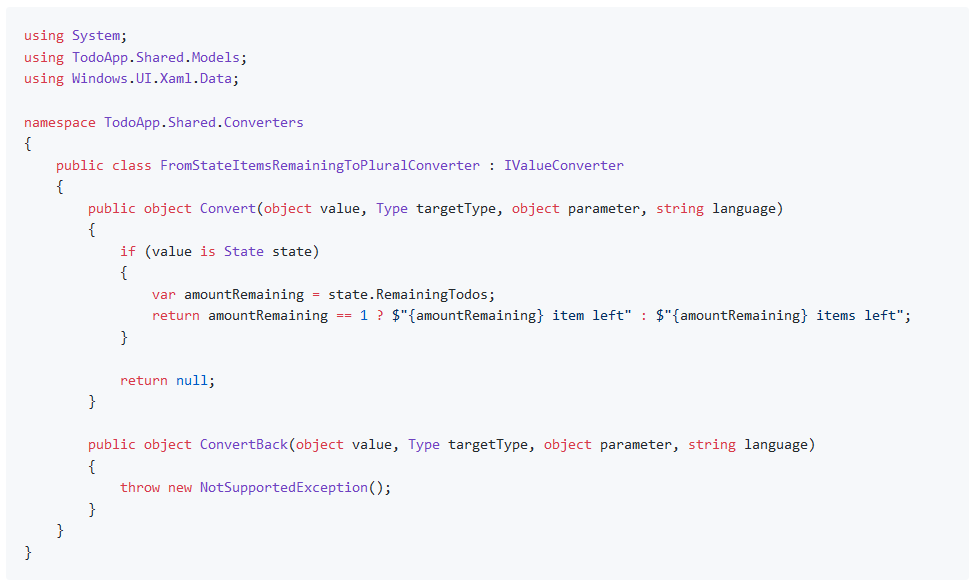 using System;
using TodoApp.Shared.Models;
using Windows.UI.Xaml.Data;

namespace TodoApp.Shared.Converters
{
    public class FromStateItemsRemainingToPluralConverter : IValueConverter
    {
        public object Convert(object value, Type targetType, object parameter, string language)
        {
            if (value is State state)
            {
                var amountRemaining = state.RemainingTodos;
                return amountRemaining == 1 ? $"{amountRemaining} item left" : $"{amountRemaining} items left";
            }

            return null;
        }

        public object ConvertBack(object value, Type targetType, object parameter, string language)
        {
            throw new NotSupportedException();
        }
    }
}